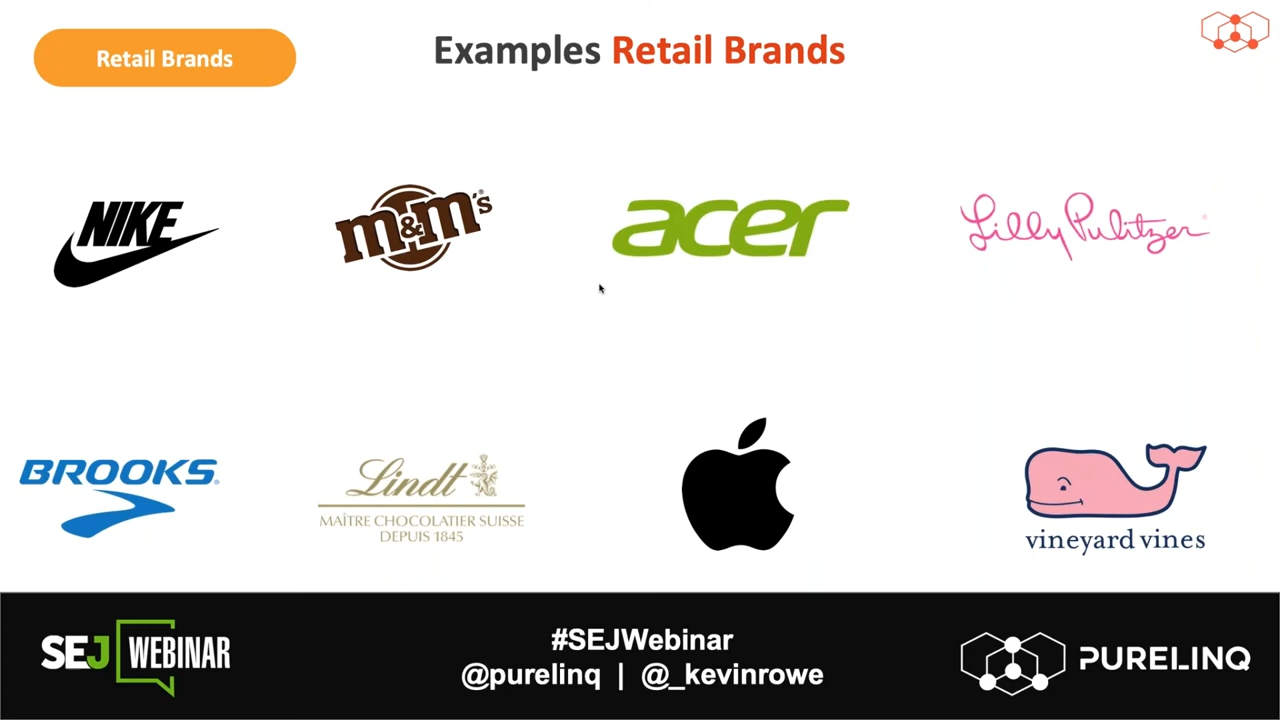 Retail Brands
Examples Retail Brands
NIKE
m&m's®
acer
Lilly Pulitzer®
BROOKS®
Lindt
MAÎTRE CHOCOLATIER SUISSE
DEPUIS 1845
vineyard vines
SEJ WEBINAR
#SEJWebinar
@purelinq | @_kevinrowe
PURELINQ